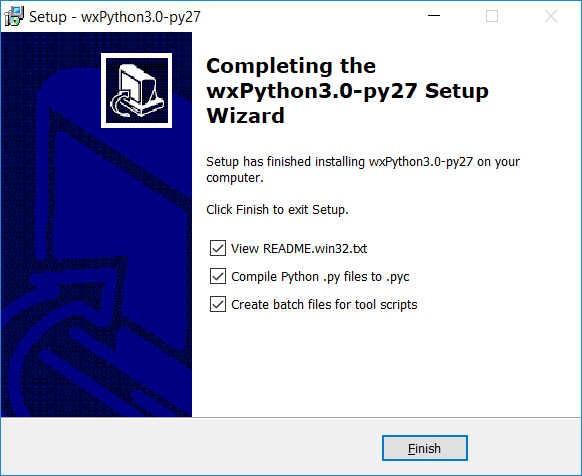 Setup - wxPython3.0-py27
Completing the
wxPython3.0-py27 Setup
Wizard
Setup has finished installing wxPython3.0-py27 on your
computer.
Click Finish to exit Setup.
View README.win32.txt
Compile Python .py files to .pyc
Create batch files for tool scripts
Finish